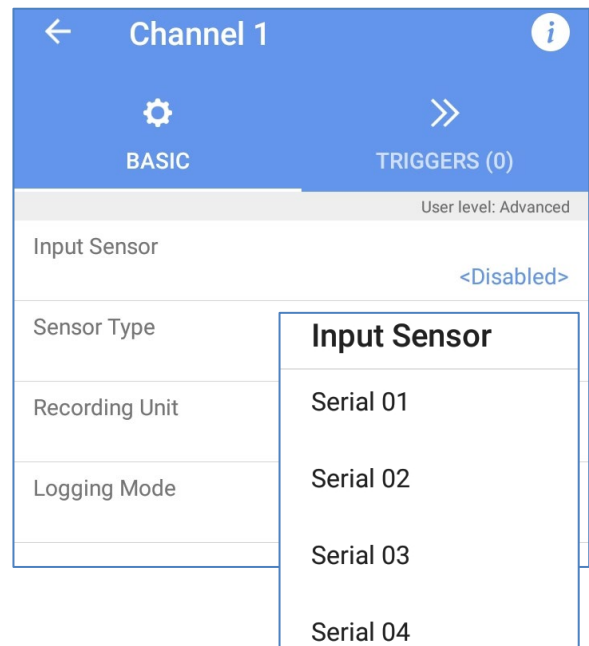 Channel 1
BASIC
TRIGGERS (0)
User level: Advanced
Input Sensor
<Disabled>
Sensor Type
Recording Unit
Logging Mode
Input Sensor
Serial 01
Serial 02
Serial 03
Serial 04